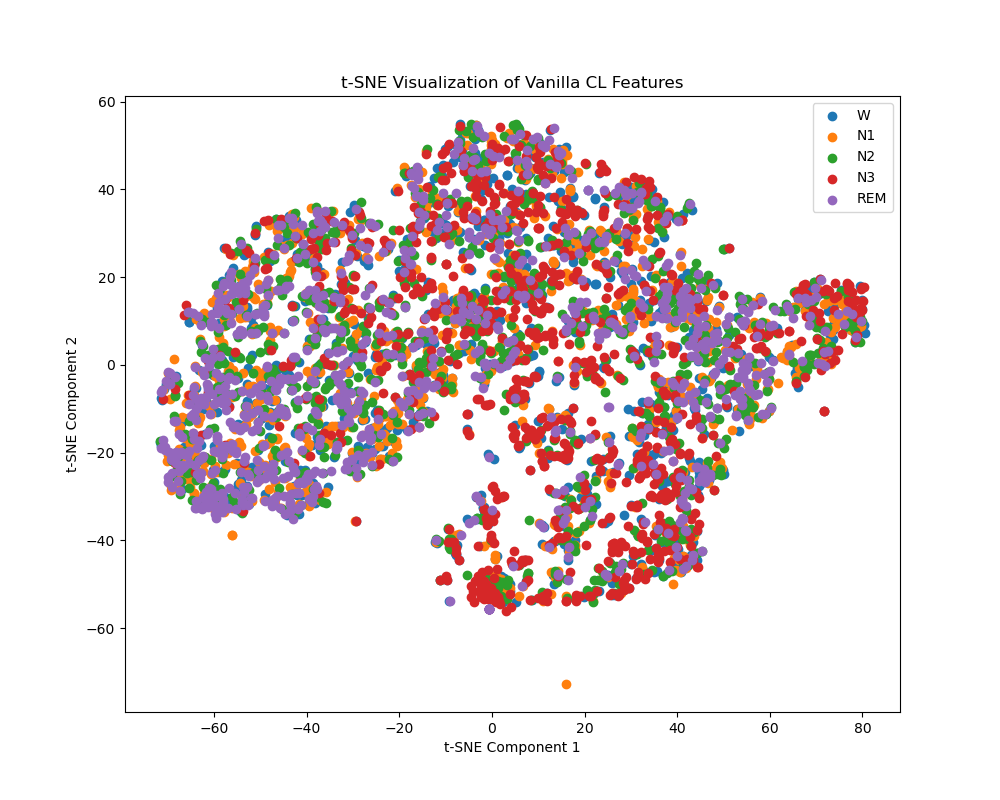 t-SNE Visualization of Vanilla CL Features
W
N1
N2
N3
REM
60
40
20
0
−20
−40
−60
t-SNE Component 2
−60
−40
−20
0
20
40
60
80
t-SNE Component 1